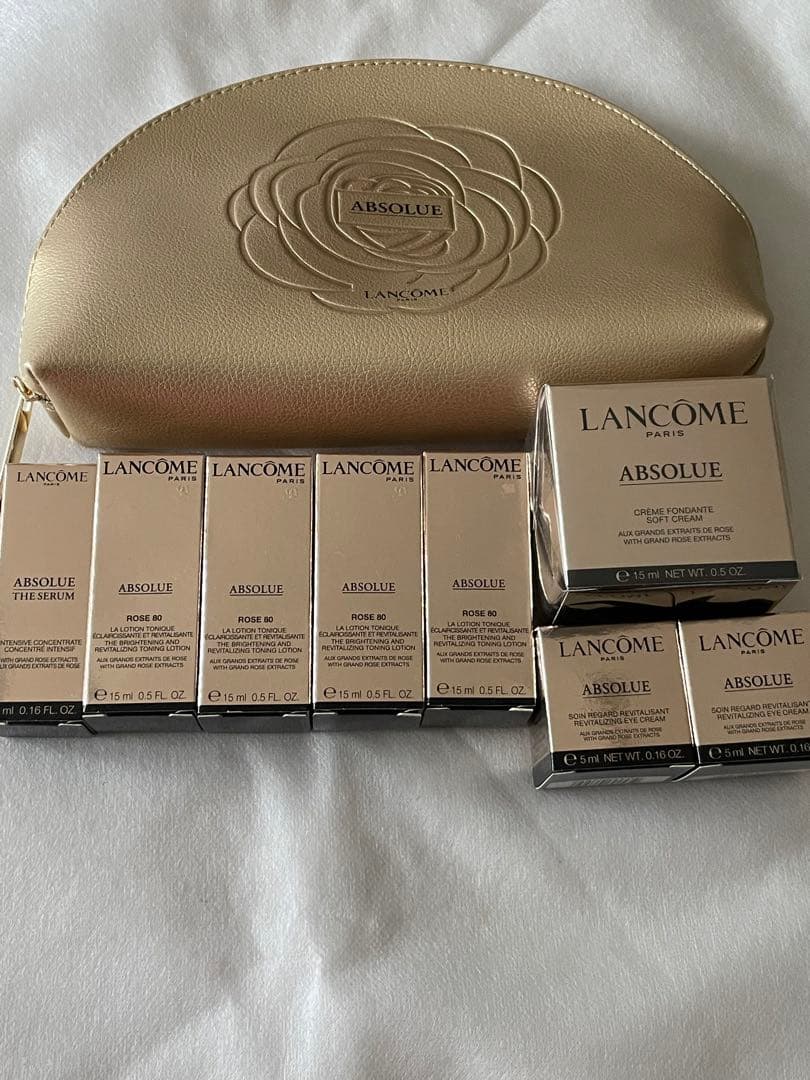 ABSOLUE
LANCÔME
PARIS
LANCÔME
PARIS
ABSOLUE
THE SERUM
INTENSIVE CONCENTRATE
CONCENTRÉ INTENSIF
WITH GRAND ROSE EXTRACTS
AUX GRANDS EXTRAITS DE ROSE
ml 0.16 FL. OZ.
LANCÔME
PARIS
ABSOLUE
ROSE 80
LA LOTION TONIQUE
ÉCLAIRCISSANTE ET REVITALISANTE
THE BRIGHTENING AND
REVITALIZING TONING LOTION
AUX GRANDS EXTRAITS DE ROSE
WITH GRAND ROSE EXTRACTS
℮ 15 ml 0.5 FL. OZ.
LANCÔME
PARIS
ABSOLUE
ROSE 80
LA LOTION TONIQUE
ÉCLAIRCISSANTE ET REVITALISANTE
THE BRIGHTENING AND
REVITALIZING TONING LOTION
AUX GRANDS EXTRAITS DE ROSE
WITH GRAND ROSE EXTRACTS
℮ 15 ml 0.5 FL. OZ.
LANCÔME
PARIS
ABSOLUE
ROSE 80
LA LOTION TONIQUE
ÉCLAIRCISSANTE ET REVITALISANTE
THE BRIGHTENING AND
REVITALIZING TONING LOTION
AUX GRANDS EXTRAITS DE ROSE
WITH GRAND ROSE EXTRACTS
℮ 15 ml 0.5 FL. OZ.
LANCÔME
PARIS
ABSOLUE
ROSE 80
LA LOTION TONIQUE
ÉCLAIRCISSANTE ET REVITALISANTE
THE BRIGHTENING AND
REVITALIZING TONING LOTION
AUX GRANDS EXTRAITS DE ROSE
WITH GRAND ROSE EXTRACTS
℮ 15 ml 0.5 FL. OZ.
LANCÔME
PARIS
ABSOLUE
CRÈME FONDANTE
SOFT CREAM
AUX GRANDS EXTRAITS DE ROSE
WITH GRAND ROSE EXTRACTS
℮ 15 ml NET WT. 0.5 OZ.
LANCÔME
PARIS
ABSOLUE
SOIN REGARD REVITALISANT
REVITALIZING EYE CREAM
AUX GRANDS EXTRAITS DE ROSE
WITH GRAND ROSE EXTRACTS
℮ 5 ml NET WT. 0.16 OZ.
LANCÔME
PARIS
ABSOLUE
SOIN REGARD REVITALISANT
REVITALIZING EYE CREAM
AUX GRANDS EXTRAITS DE ROSE
WITH GRAND ROSE EXTRACTS
℮ 5 ml NET WT. 0.16